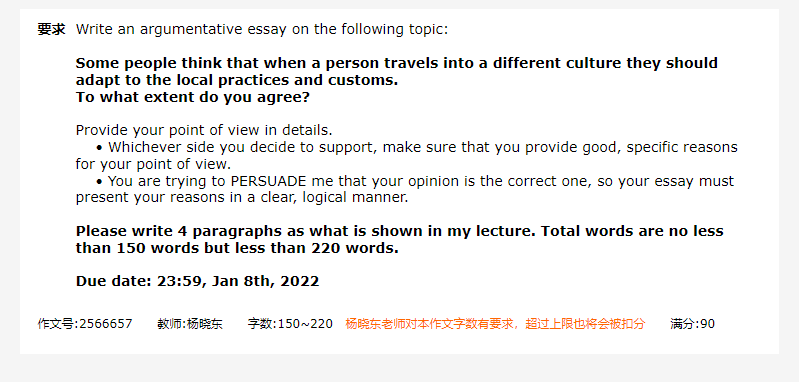 要求 Write an argumentative essay on the following topic:
Some people think that when a person travels into a different culture they should
adapt to the local practices and customs.
To what extent do you agree?
Provide your point of view in details.
• Whichever side you decide to support, make sure that you provide good, specific reasons
for your point of view.
• You are trying to PERSUADE me that your opinion is the correct one, so your essay must
present your reasons in a clear, logical manner.
Please write 4 paragraphs as what is shown in my lecture. Total words are no less
than 150 words but less than 220 words.
Due date: 23:59, Jan 8th, 2022
作文号:2566657 教师:杨晓东 字数:150~220 杨晓东老师对本作文字数有要求，超过上限也将会被扣分 满分:90